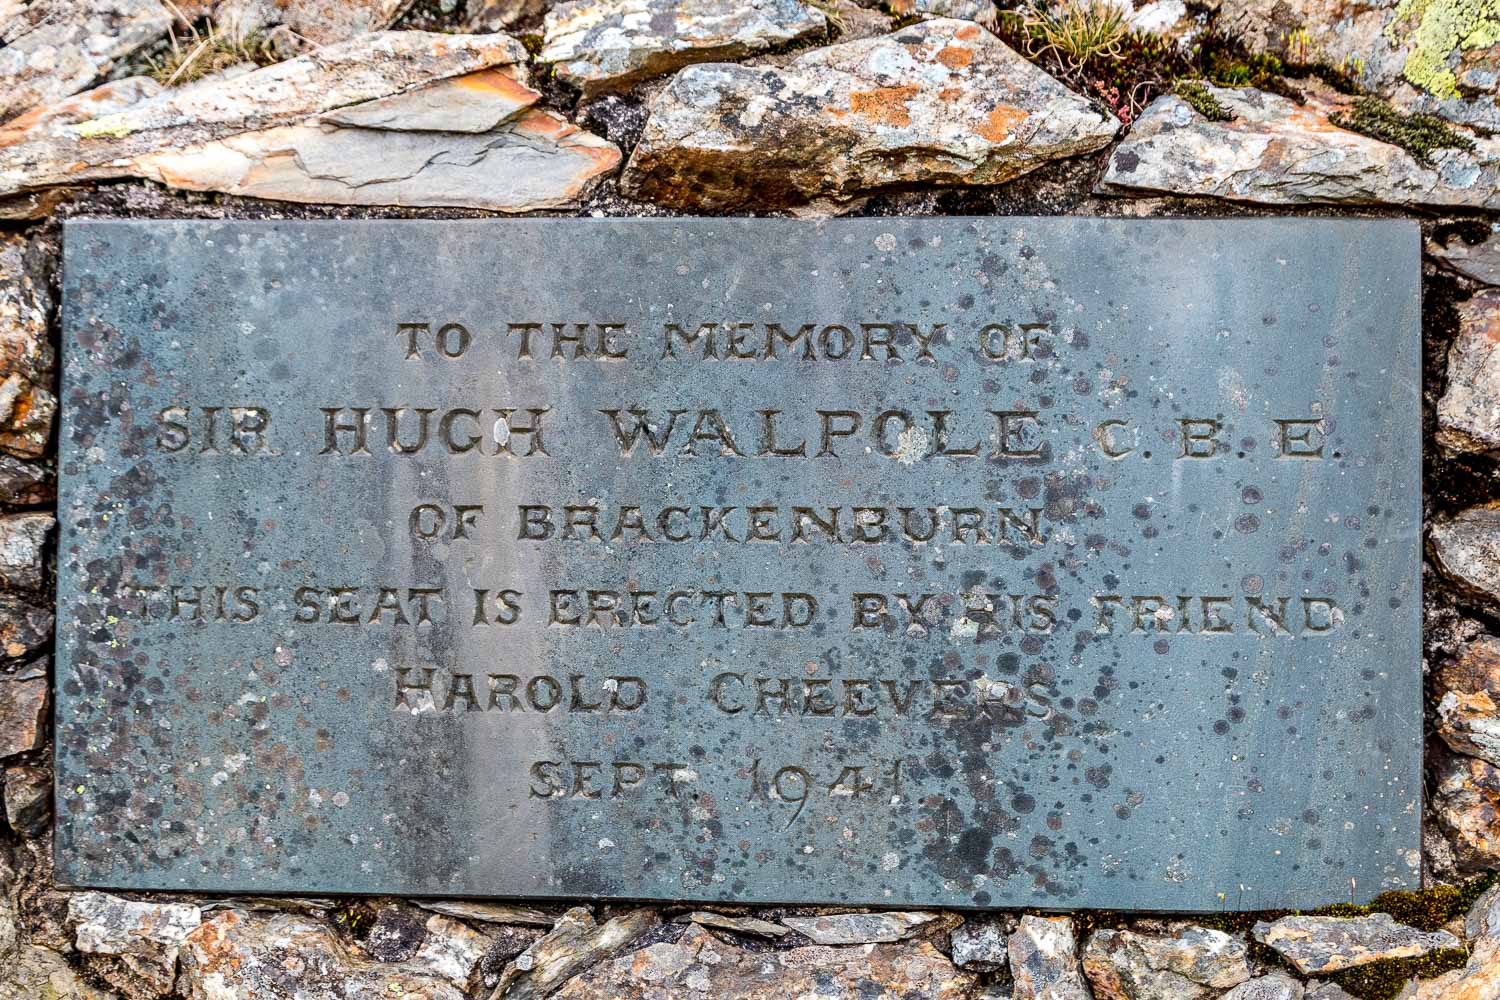 TO THE MEMORY OF
SIR HUGH WALPOLE C.B.E.
OF BRACKENBURN
THIS SEAT IS ERECTED BY HIS FRIEND
HAROLD CHEEVERS
SEPT. 1941